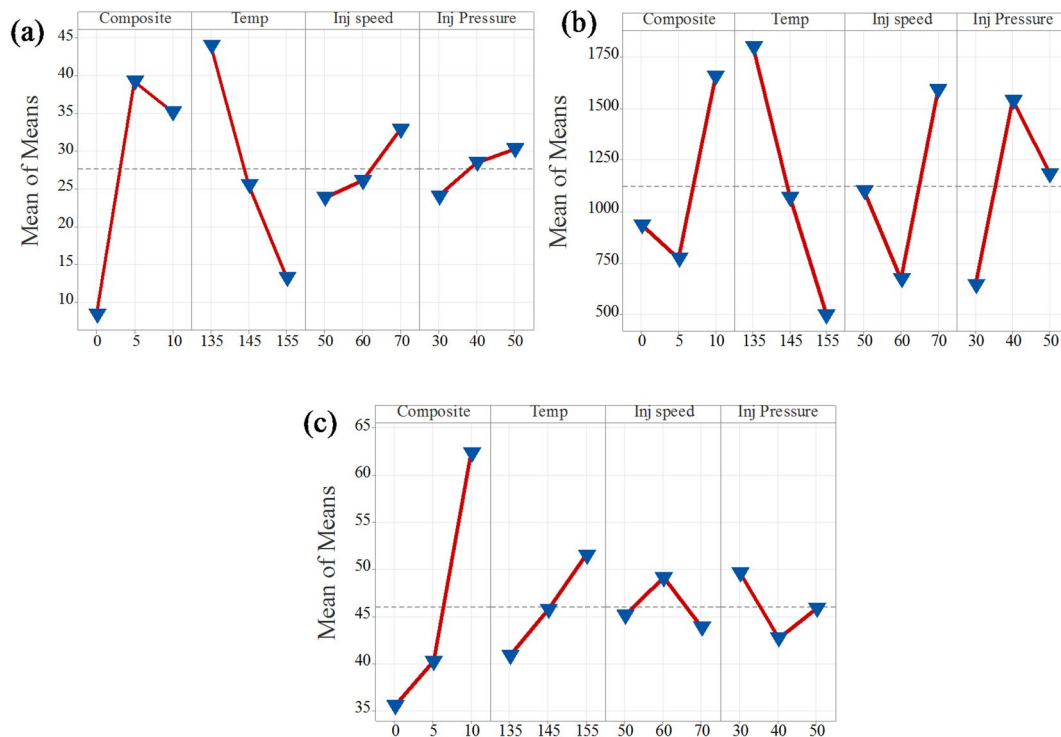 (a)
Composite Temp Inj speed Inj Pressure
45
40
35
30
25
20
15
10
Mean of Means
0 5 10 135 145 155 50 60 70 30 40 50
(b)
Composite Temp Inj speed Inj Pressure
1750
1500
1250
1000
750
500
Mean of Means
0 5 10 135 145 155 50 60 70 30 40 50
(c)
Composite Temp Inj speed Inj Pressure
65
60
55
50
45
40
35
Mean of Means
0 5 10 135 145 155 50 60 70 30 40 50